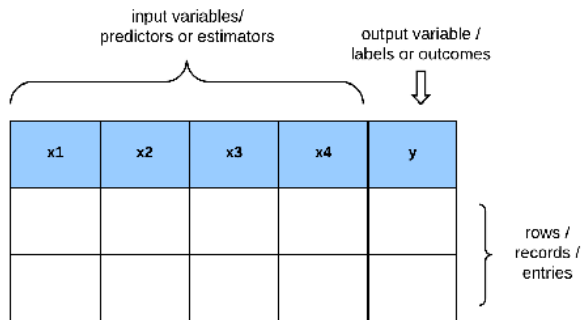 input variables/
predictors or estimators
output variable /
labels or outcomes
x1 x2 x3 x4 y
rows /
records /
entries